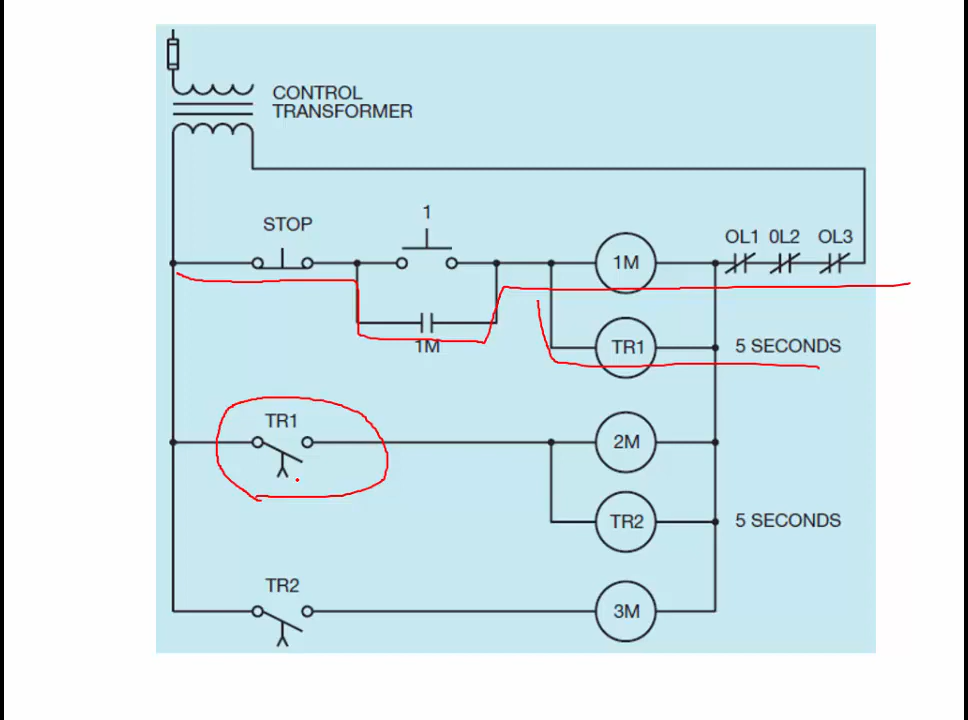 CONTROL
TRANSFORMER
STOP
1
1M
OL1 0L2 OL3
1M
TR1
5 SECONDS
TR1
2M
TR2
5 SECONDS
TR2
3M